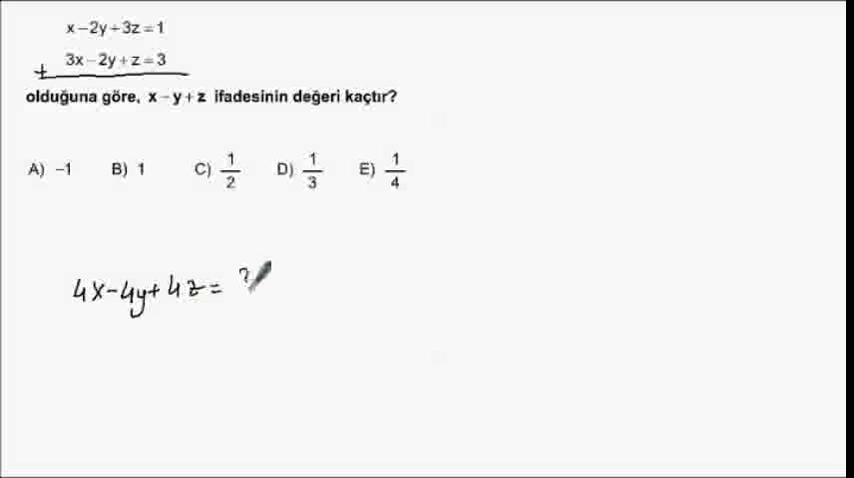 x−2y+3z=1
3x−2y+z=3
+
olduğuna göre, x−y+z ifadesinin değeri kaçtır?
A) −1 B) 1 C) 1/2 D) 1/3 E) 1/4
4x-4y+4z= ?